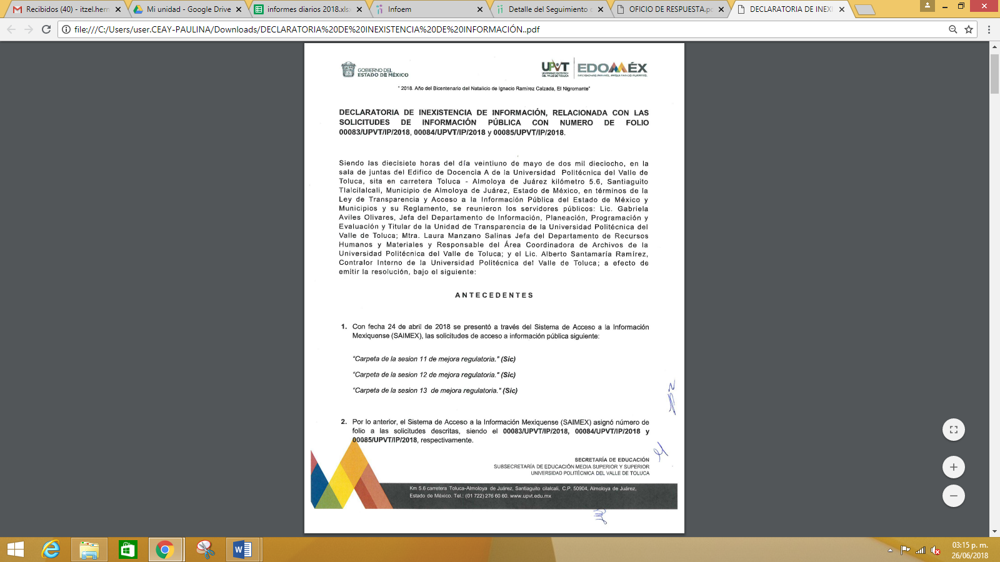 Recibidos (40) - itzel.hern
Mi unidad - Google Drive
informes diarios 2018.xls
Infoem
Detalle del Seguimiento
OFICIO DE RESPUESTA.p
DECLARATORIA DE INEX
file:///C:/Users/user.CEAY-PAULINA/Downloads/DECLARATORIA%20DE%20INEXISTENCIA%20DE%20INFORMACIÓN..pdf
GOBIERNO DEL
ESTADO DE MÉXICO
UPVT
UNIVERSIDAD POLITÉCNICA
DEL VALLE DE TOLUCA
EDOMÉX
DECISIONES FIRMES, RESULTADOS FUERTES.
" 2018. Año del Bicentenario del Natalicio de Ignacio Ramírez Calzada, El Nigromante"
DECLARATORIA DE INEXISTENCIA DE INFORMACIÓN, RELACIONADA CON LAS
SOLICITUDES DE INFORMACIÓN PÚBLICA CON NUMERO DE FOLIO
00083/UPVT/IP/2018, 00084/UPVT/IP/2018 y 00085/UPVT/IP/2018.
Siendo las diecisiete horas del día veintiuno de mayo de dos mil dieciocho, en la
sala de juntas del Edifico de Docencia A de la Universidad Politécnica del Valle de
Toluca, sita en carretera Toluca - Almoloya de Juárez kilómetro 5.6, Santiaguito
Tlalcilalcali, Municipio de Almoloya de Juárez, Estado de México, en términos de la
Ley de Transparencia y Acceso a la Información Pública del Estado de México y
Municipios y su Reglamento, se reunieron los servidores públicos: Lic. Gabriela
Aviles Olivares, Jefa del Departamento de Información, Planeación, Programación y
Evaluación y Titular de la Unidad de Transparencia de la Universidad Politécnica del
Valle de Toluca; Mtra. Laura Manzano Salinas Jefa del Departamento de Recursos
Humanos y Materiales y Responsable del Área Coordinadora de Archivos de la
Universidad Politécnica del Valle de Toluca; y el Lic. Alberto Santamaría Ramírez,
Contralor Interno de la Universidad Politécnica del Valle de Toluca; a efecto de
emitir la resolución, bajo el siguiente:
ANTECEDENTES
1. Con fecha 24 de abril de 2018 se presentó a través del Sistema de Acceso a la Información
Mexiquense (SAIMEX), las solicitudes de acceso a información pública siguiente:
"Carpeta de la sesion 11 de mejora regulatoria." (Sic)
"Carpeta de la sesion 12 de mejora regulatoria." (Sic)
"Carpeta de la sesion 13 de mejora regulatoria." (Sic)
2. Por lo anterior, el Sistema de Acceso a la Información Mexiquense (SAIMEX) asignó número de
folio a las solicitudes descritas, siendo el 00083/UPVT/IP/2018, 00084/UPVT/IP/2018 y
00085/UPVT/IP/2018, respectivamente.
SECRETARÍA DE EDUCACIÓN
SUBSECRETARÍA DE EDUCACIÓN MEDIA SUPERIOR Y SUPERIOR
UNIVERSIDAD POLITÉCNICA DEL VALLE DE TOLUCA
Km 5.6 carretera Toluca-Almoloya de Juárez, Santiaguito cilalcali, C.P. 50904, Almoloya de Juárez,
Estado de México. Tel.: (01 722) 276 60 60. www.upvt.edu.mx
03:15 p. m.
26/06/2018